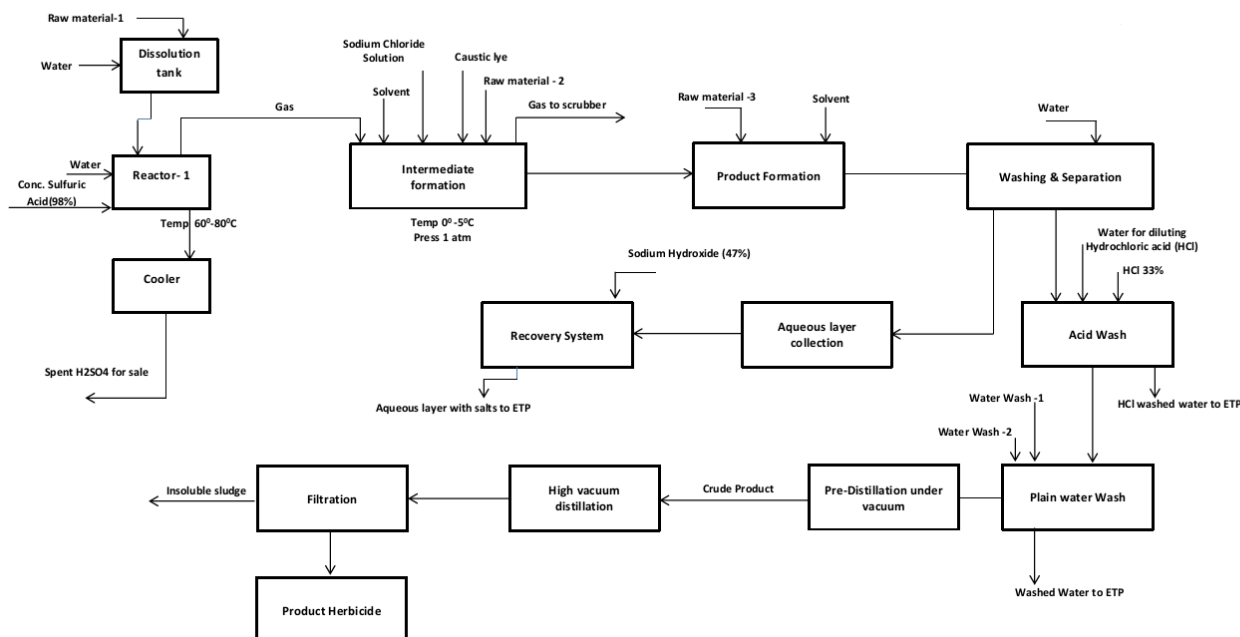 Raw material-1
Water
Dissolution
tank
Gas
Sodium Chloride
Solution
Solvent
Caustic lye
Raw material - 2
Gas to scrubber
Raw material -3
Solvent
Water
Water
Conc. Sulfuric
Acid(98%)
Reactor- 1
Temp 60⁰-80⁰C
Intermediate
formation
Temp 0⁰ -5⁰C
Press 1 atm
Product Formation
Washing & Separation
Cooler
Spent H2SO4 for sale
Sodium Hydroxide (47%)
Recovery System
Aqueous layer
collection
Water for diluting
Hydrochloric acid (HCl)
HCl 33%
Acid Wash
Aqueous layer with salts to ETP
HCl washed water to ETP
Water Wash -1
Water Wash -2
Insoluble sludge
Filtration
High vacuum
distillation
Crude Product
Pre-Distillation under
vacuum
Plain water Wash
Product Herbicide
Washed Water to ETP